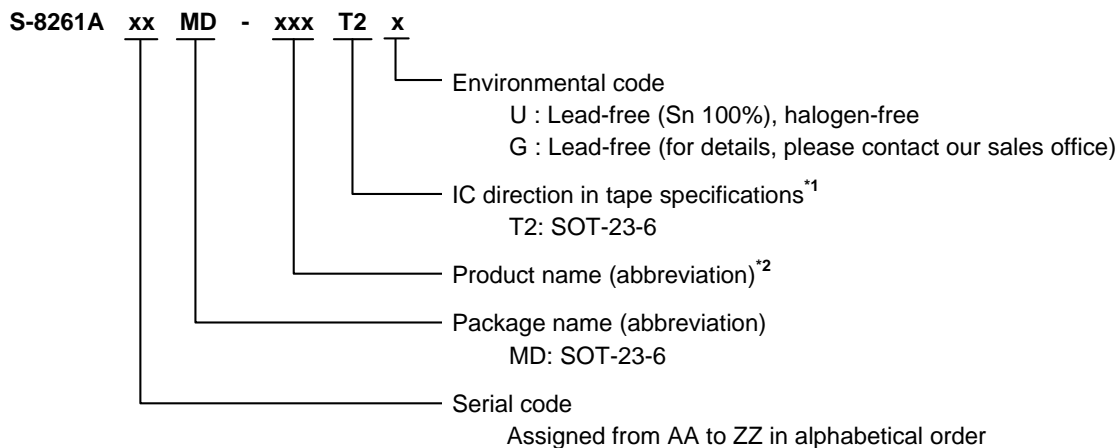 S-8261A xx MD - xxx T2 x
Environmental code
U : Lead-free (Sn 100%), halogen-free
G : Lead-free (for details, please contact our sales office)
IC direction in tape specifications*1
T2: SOT-23-6
Product name (abbreviation)*2
Package name (abbreviation)
MD: SOT-23-6
Serial code
Assigned from AA to ZZ in alphabetical order